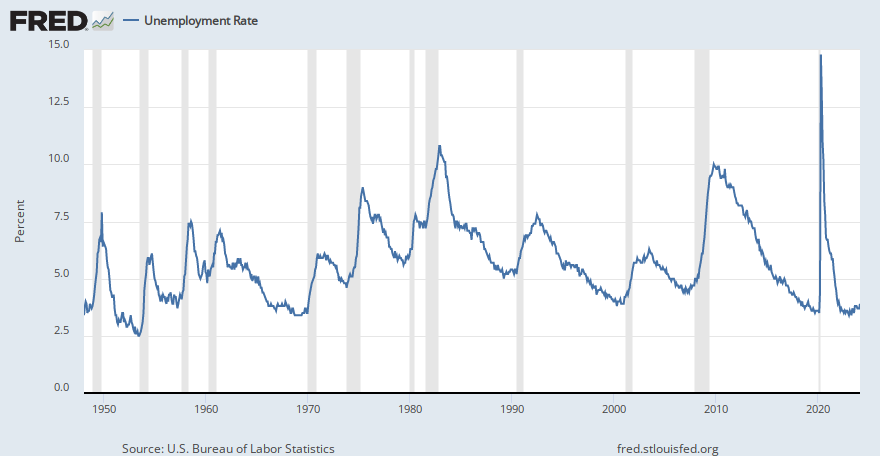 FRED Unemployment Rate
15.0
12.5
10.0
7.5
5.0
2.5
0.0
Percent
1950 1960 1970 1980 1990 2000 2010 2020
Source: U.S. Bureau of Labor Statistics fred.stlouisfed.org